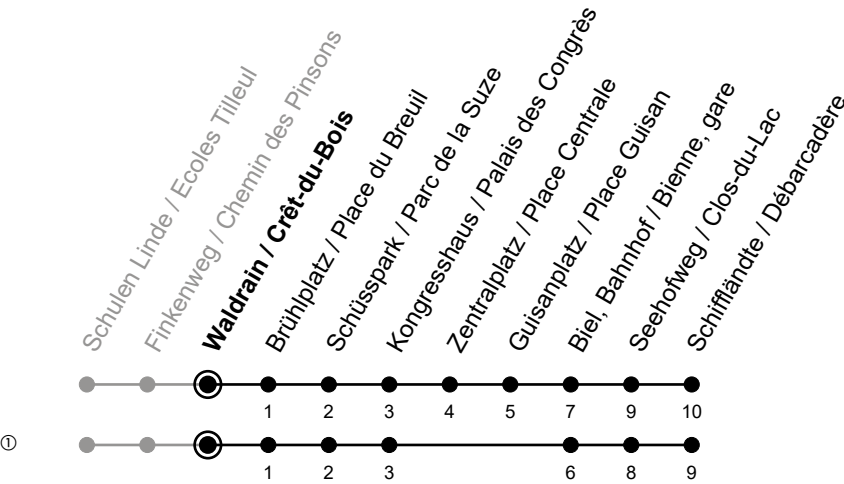 Schulen Linde / Ecoles Tilleul
Finkenweg / Chemin des Pinsons
Waldrain / Crêt-du-Bois
Brühlplatz / Place du Breuil
Schüsspark / Parc de la Suze
Kongresshaus / Palais des Congrès
Zentralplatz / Place Centrale
Guisanplatz / Place Guisan
Biel, Bahnhof / Bienne, gare
Seehofweg / Clos-du-Lac
Schiffländte / Débarcadère
1 2 3 4 5 7 9 10
①
1 2 3 6 8 9